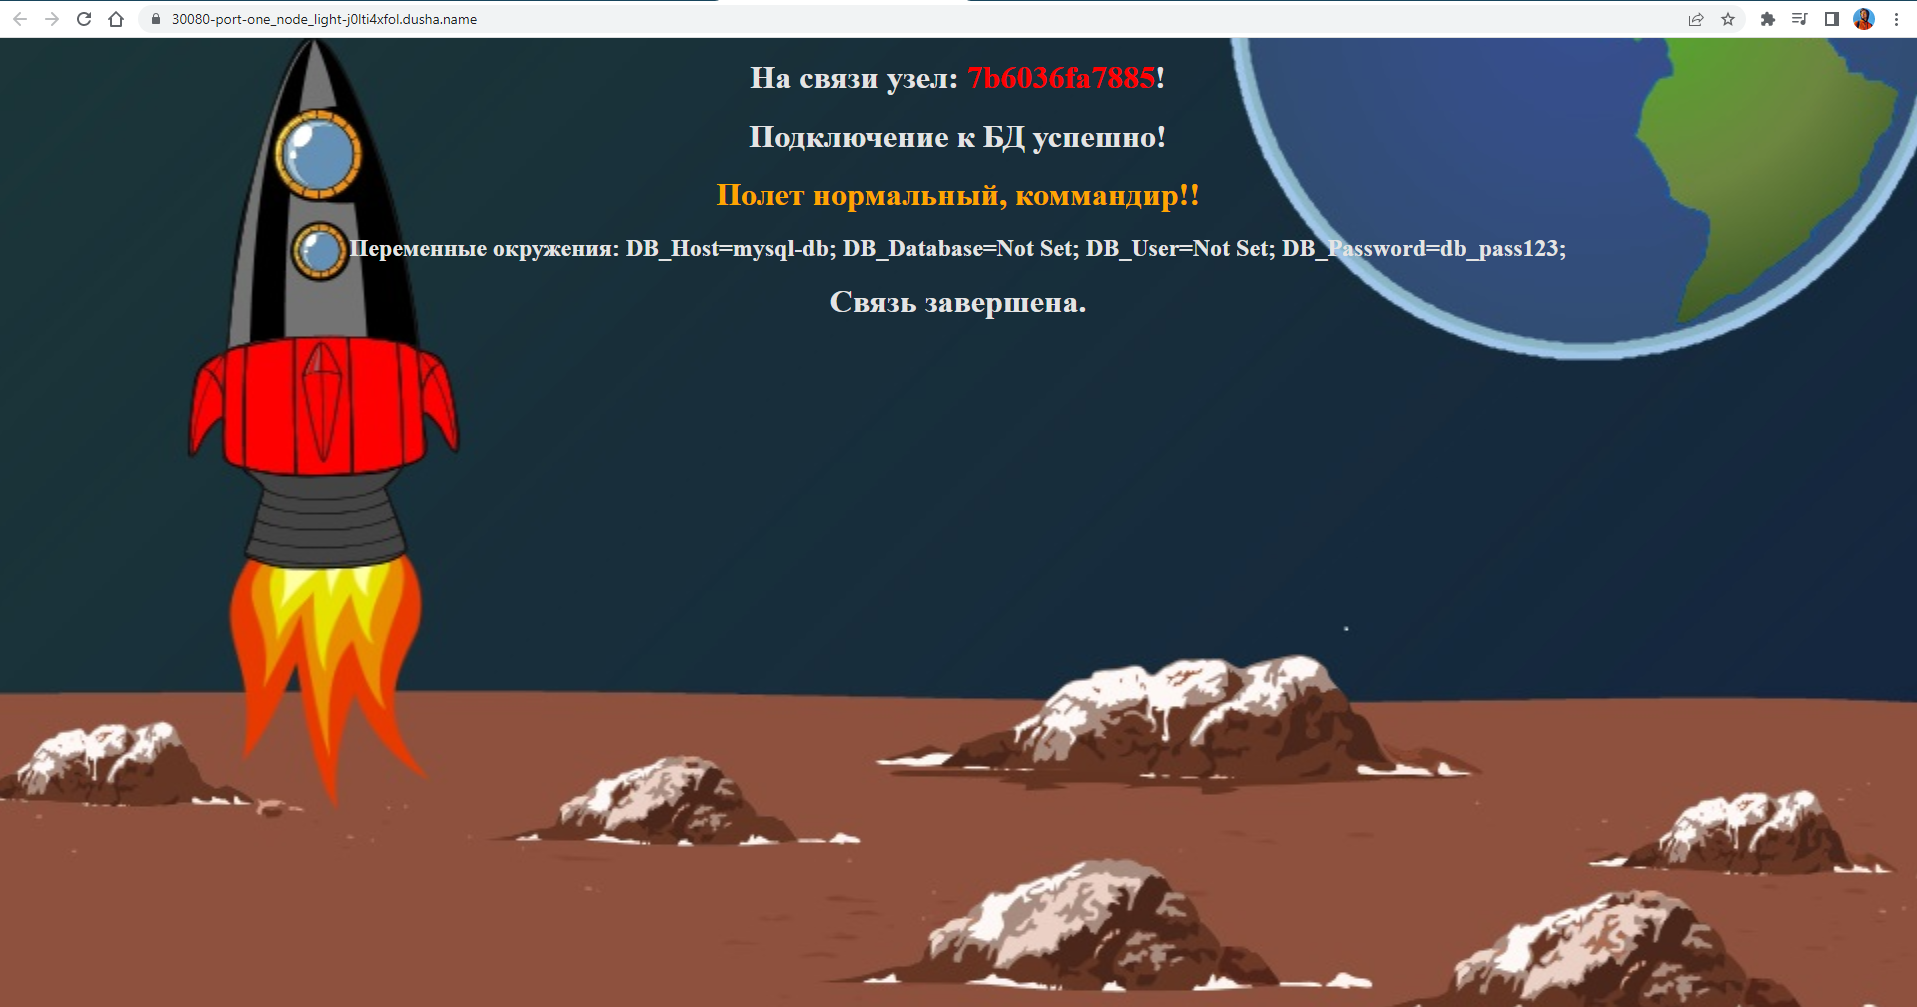 30080-port-one_node_light-j0lti4xfol.dusha.name
На связи узел: 7b6036fa7885!
Подключение к БД успешно!
Полет нормальный, коммандир!!
Переменные окружения: DB_Host=mysql-db; DB_Database=Not Set; DB_User=Not Set; DB_Password=db_pass123;
Связь завершена.